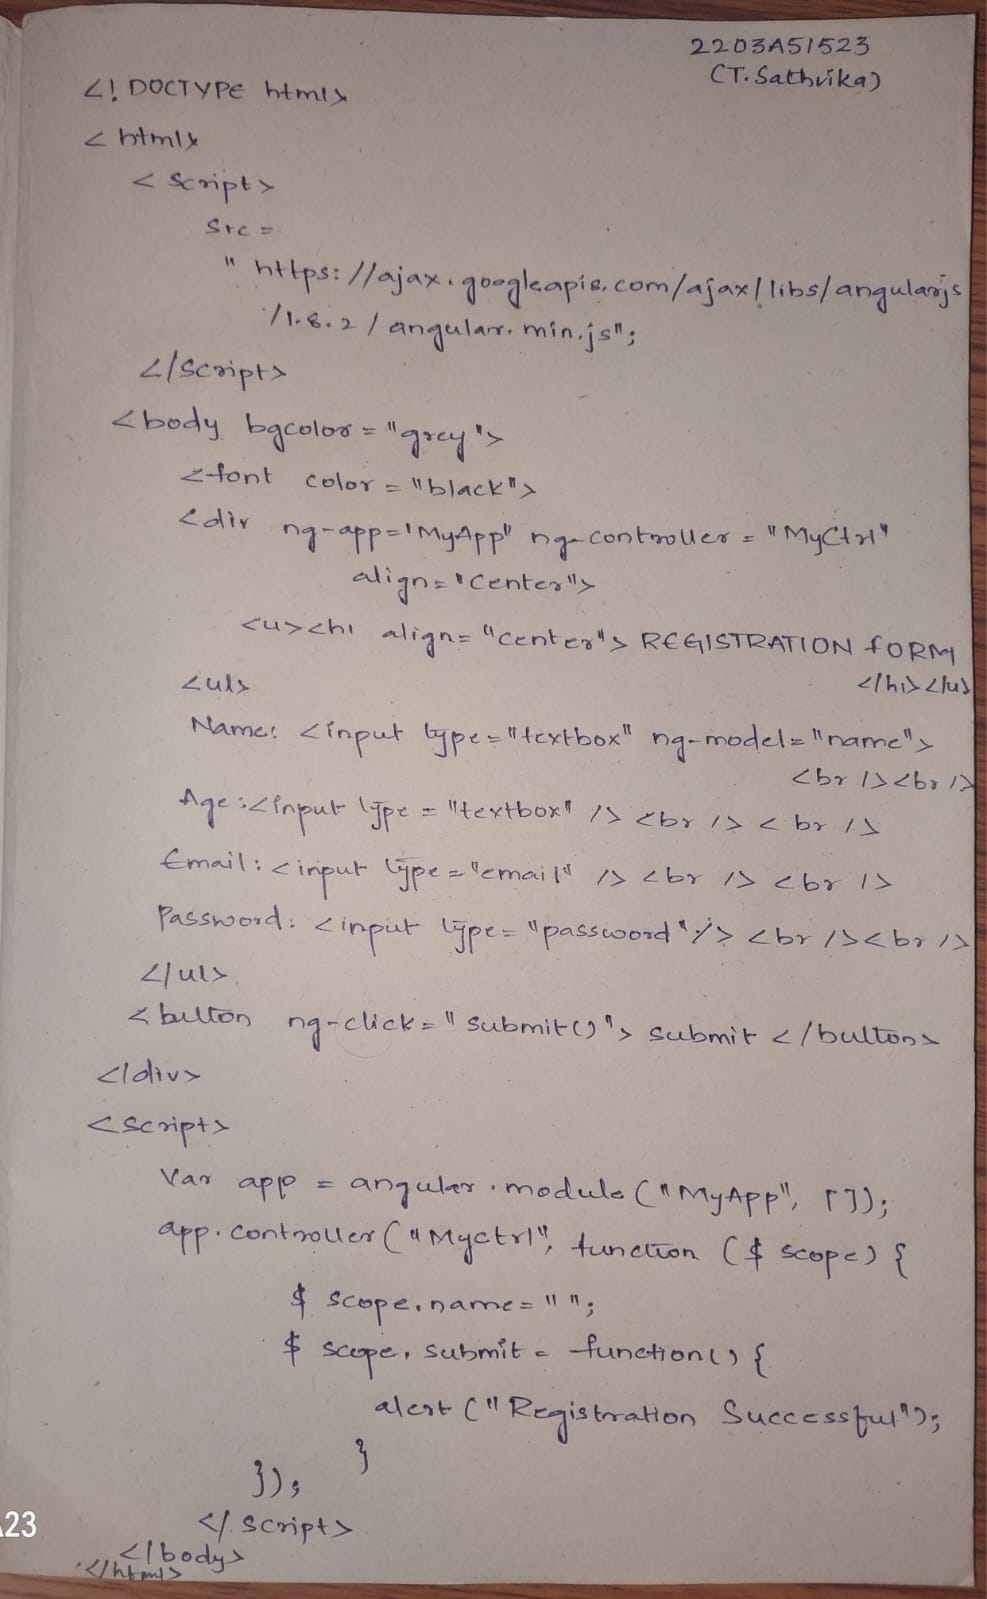 2203A51523
(T. Sathvika)
<! DOCTYPE html>
< html>
< script>
src =
" https: //ajax.googleapis.com/ajax/libs/angularjs
/1.8.2 / angular.min.js";
</script>
<body bgcolor = "grey">
<font color = "black">
<div ng-app='MyApp" ng-controller = "MyCtrl"
align="center">
<u><h1 align= "center"> REGISTRATION FORM
</h1></u>
<ul>
Name: <input type="textbox" ng-model="name">
<br /><br />
Age :<input type = "textbox" /> <br /> < br />
Email: <input type="email" /> <br /> <br />
Password: <input type= "password"/> <br /><br />
</ul>
<button ng-click=" submit()"> submit </button>
</div>
<script>
Var app = angular.module ("MyApp", []);
app.controller ("Myctrl", function ($ scope) {
$ scope.name= " ";
$ scope. submit = function() {
alert ("Registration Successful");
}
});
</ script>
</body>
</html>
23